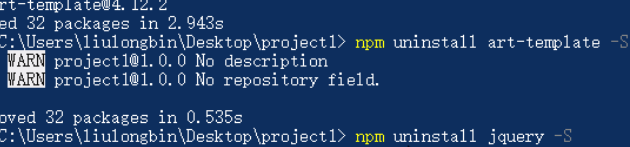 rt-template@4.12.2
ed 32 packages in 2.943s
C:\Users\liulongbin\Desktop\project1> npm uninstall art-template -S
WARN project1@1.0.0 No description
WARN project1@1.0.0 No repository field.
oved 32 packages in 0.535s
C:\Users\liulongbin\Desktop\project1> npm uninstall jquery -S